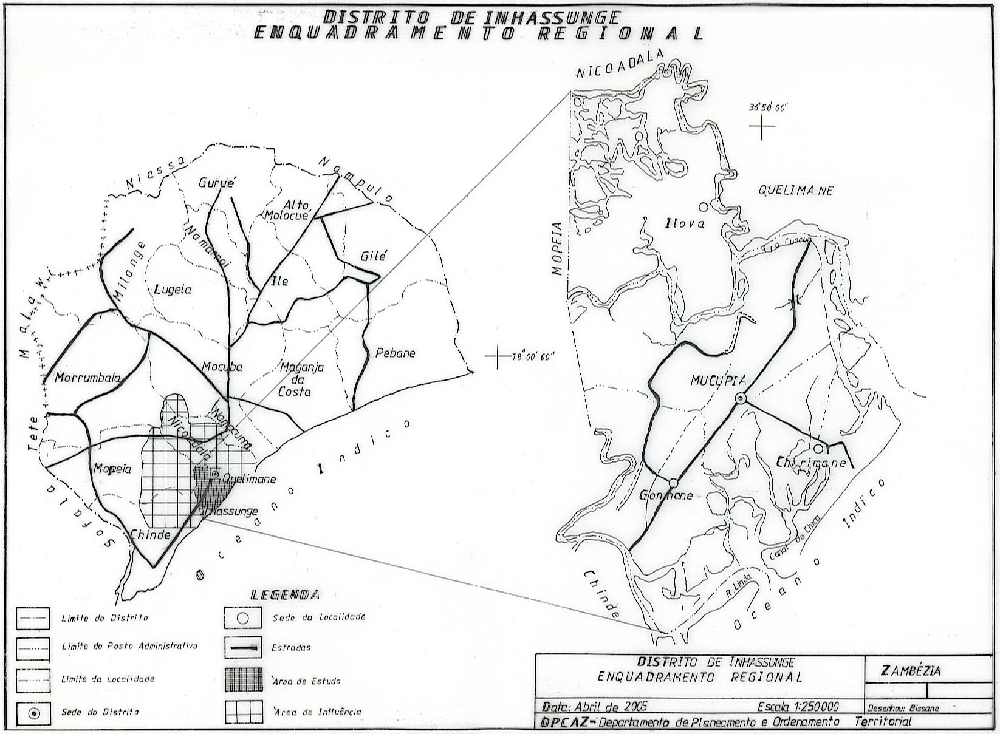 DISTRITO DE INHASSUNGE
ENQUADRAMENTO REGIONAL
NICOADALA
36°50'00"
QUELIMANE
Ilova
MOPEIA
Rio Cuacua
MUCUPIA
Chirimane
Gonhane
Canal de Chica
R. Linda
Chinde
Oceano Indico
18°00'00"
Niassa
Nampula
Gurué
Alto
Molocué
Namarroi
Milange
Gilé
Lugela
Ile
Malawi
Pebane
Mocuba
Maganja
da
Costa
Morrumbala
Tete
Namacurra
Nicoadala
Mopeia
Quelimane
Inhassunge
Sofala
Chinde
Oceano Indico
LEGENDA
Limite do Distrito
Limite do Posto Administrativo
Limite da Localidade
Sede do Distrito
Sede da Localidade
Estradas
Area de Estudo
Area de Influência
DISTRITO DE INHASSUNGE
ENQUADRAMENTO REGIONAL
ZAMBÉZIA
Data: Abril de 2005 Escala 1:250000
Desenhou: Bissane
DPCAZ-Departamento de Planeamento e Ordenamento Territorial